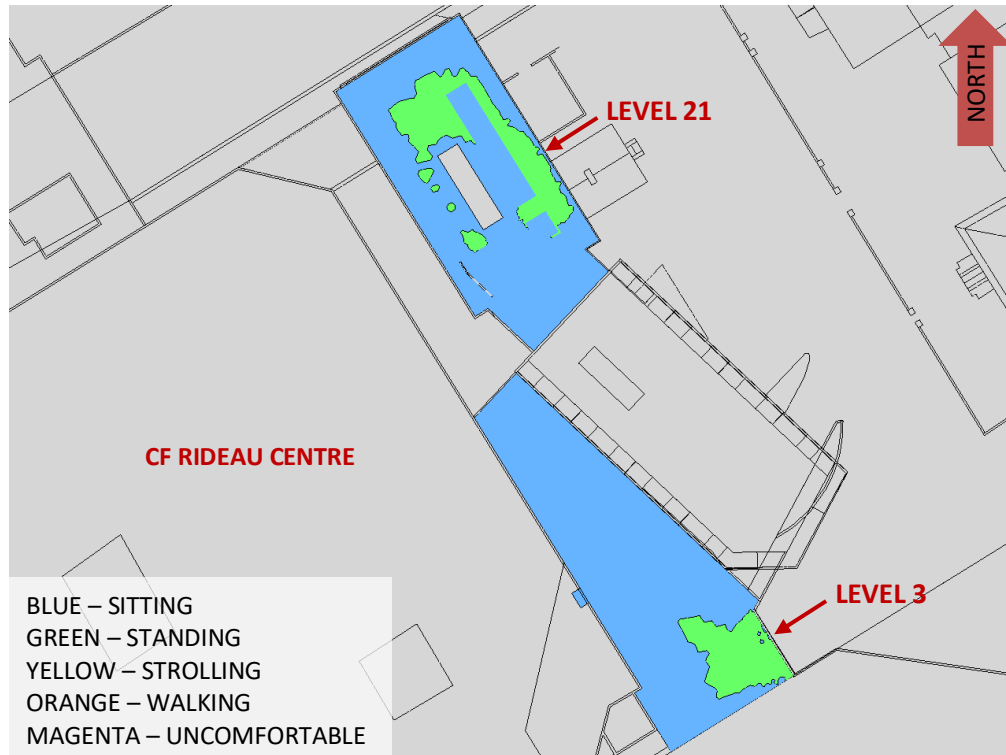 NORTH
LEVEL 21
CF RIDEAU CENTRE
LEVEL 3
BLUE – SITTING
GREEN – STANDING
YELLOW – STROLLING
ORANGE – WALKING
MAGENTA – UNCOMFORTABLE